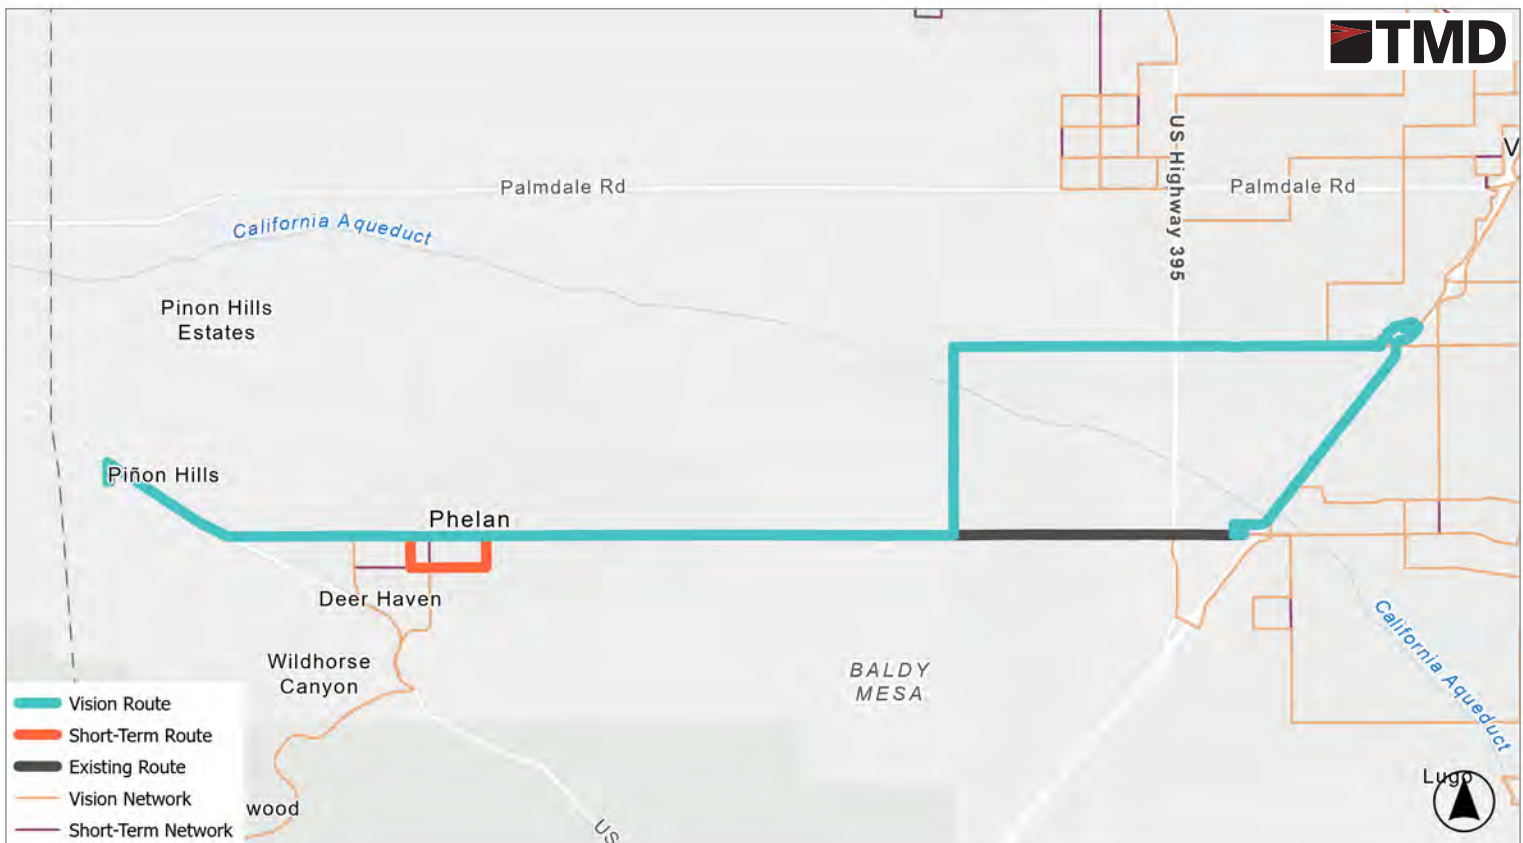 TMD
V
US Highway 395
Palmdale Rd
Palmdale Rd
California Aqueduct
Pinon Hills
Estates
Piñon Hills
Phelan
Deer Haven
Wildhorse
Canyon
BALDY
MESA
California Aqueduct
Lugo
wood
US
Vision Route
Short-Term Route
Existing Route
Vision Network
Short-Term Network